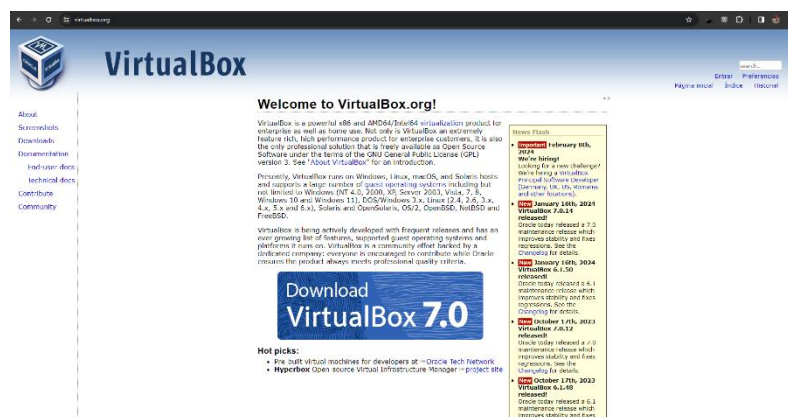 virtualbox.org
VirtualBox
search...
Entrar Preferencias
Página inicial Índice Historial
About
Screenshots
Downloads
Documentation
End-user docs
Technical docs
Contribute
Community
Welcome to VirtualBox.org!
VirtualBox is a powerful x86 and AMD64/Intel64 virtualization product for
enterprise as well as home use. Not only is VirtualBox an extremely
feature rich, high performance product for enterprise customers, it is also
the only professional solution that is freely available as Open Source
Software under the terms of the GNU General Public License (GPL)
version 3. See "About VirtualBox" for an introduction.
Presently, VirtualBox runs on Windows, Linux, macOS, and Solaris hosts
and supports a large number of guest operating systems including but
not limited to Windows (NT 4.0, 2000, XP, Server 2003, Vista, 7, 8,
Windows 10 and Windows 11), DOS/Windows 3.x, Linux (2.4, 2.6, 3.x,
4.x, 5.x and 6.x), Solaris and OpenSolaris, OS/2, OpenBSD, NetBSD and
FreeBSD.
VirtualBox is being actively developed with frequent releases and has an
ever growing list of features, supported guest operating systems and
platforms it runs on. VirtualBox is a community effort backed by a
dedicated company: everyone is encouraged to contribute while Oracle
ensures the product always meets professional quality criteria.
Download
VirtualBox 7.0
Hot picks:
Pre-built virtual machines for developers at Oracle Tech Network
Hyperbox Open-source Virtual Infrastructure Manager project site
News Flash
Important February 8th,
2024
We're hiring!
Looking for a new challenge?
We're hiring a VirtualBox
Principal Software Developer
(Germany, UK, US, Romania
and other locations).
New January 16th, 2024
VirtualBox 7.0.14
released!
Oracle today released a 7.0
maintenance release which
improves stability and fixes
regressions. See the
Changelog for details.
New January 16th, 2024
VirtualBox 6.1.50
released!
Oracle today released a 6.1
maintenance release which
improves stability and fixes
regressions. See the
Changelog for details.
New October 17th, 2023
VirtualBox 7.0.12
released!
Oracle today released a 7.0
maintenance release which
improves stability and fixes
regressions. See the
Changelog for details.
New October 17th, 2023
VirtualBox 6.1.48
released!
Oracle today released a 6.1
maintenance release which
improves stability and fixes